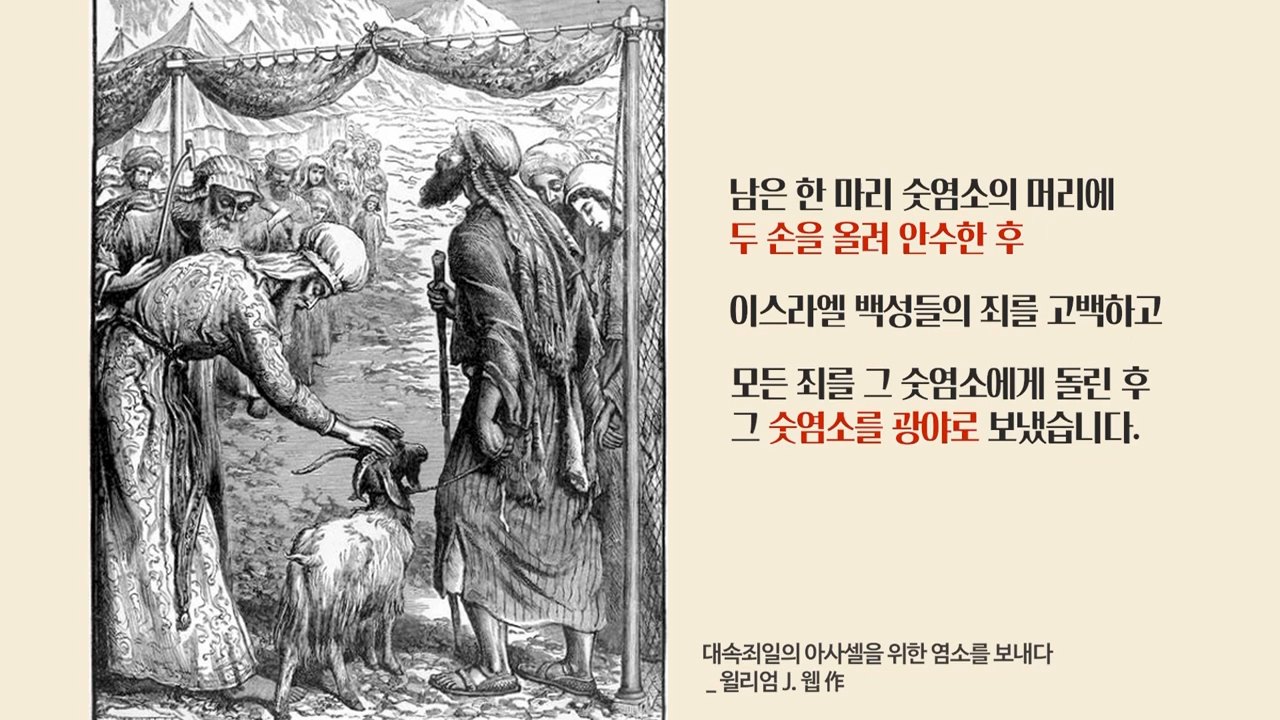 남은 한 마리 숫염소의 머리에
두 손을 올려 안수한 후
이스라엘 백성들의 죄를 고백하고
모든 죄를 그 숫염소에게 돌린 후
그 숫염소를 광야로 보냈습니다.
대속죄일의 아사셀을 위한 염소를 보내다
_ 윌리엄 J. 웹 作